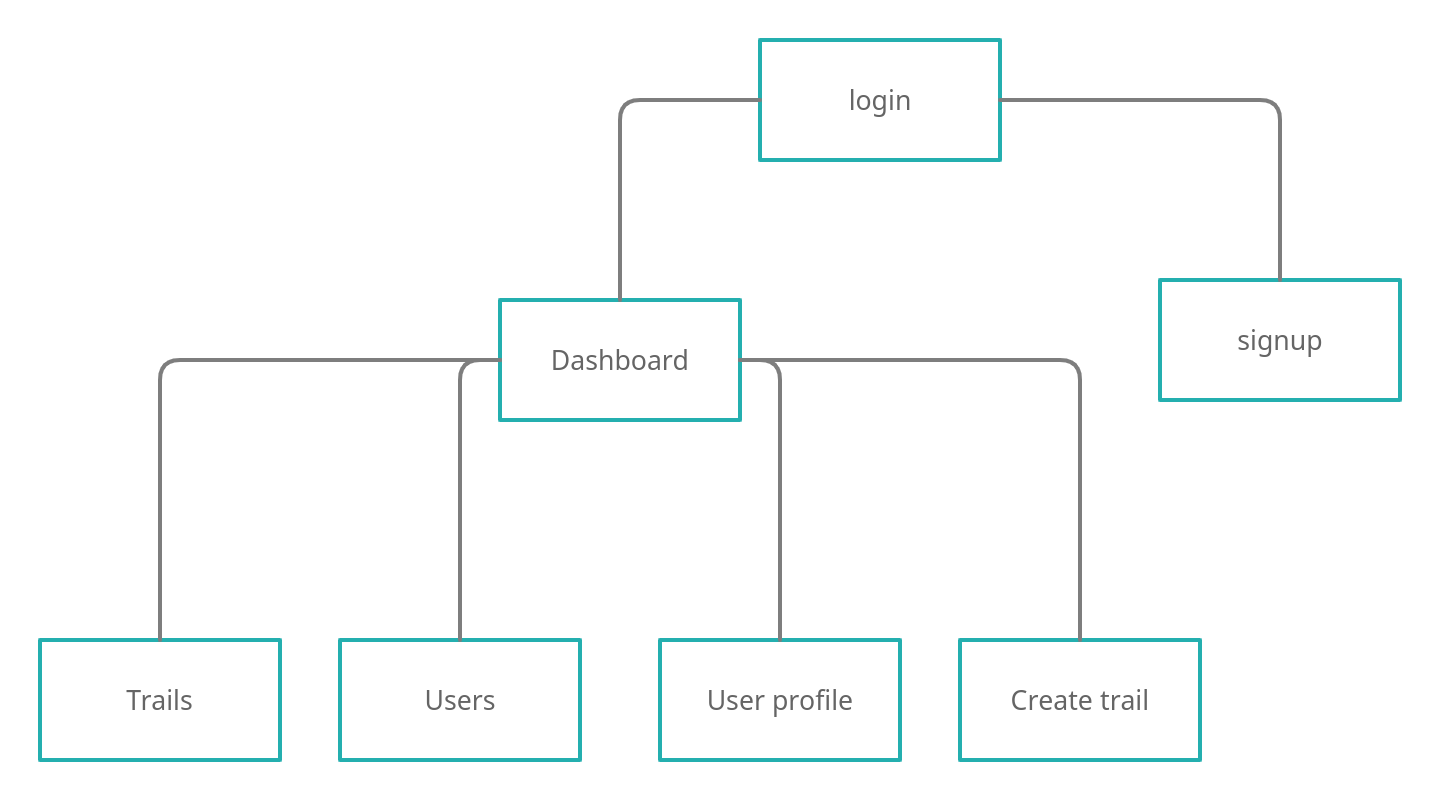 login
signup
Dashboard
Trails
Users
User profile
Create trail